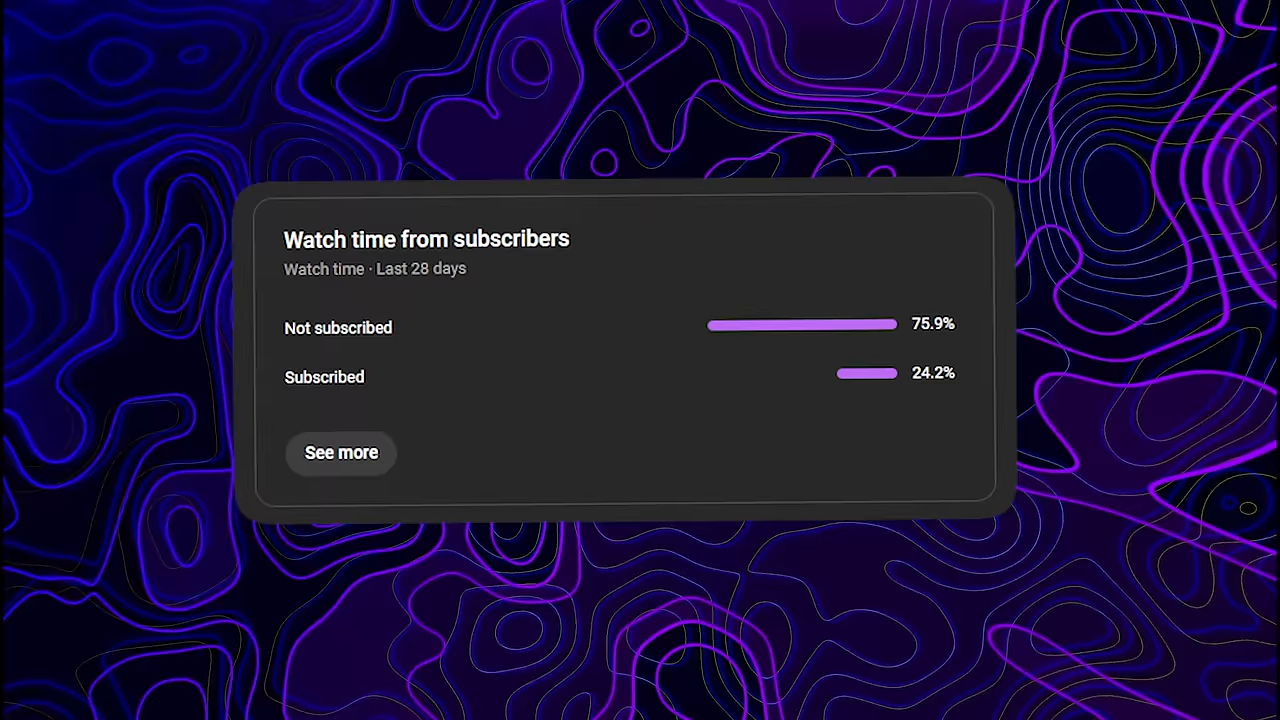 Watch time from subscribers
Watch time · Last 28 days
Not subscribed 75.9%
Subscribed 24.2%
See more